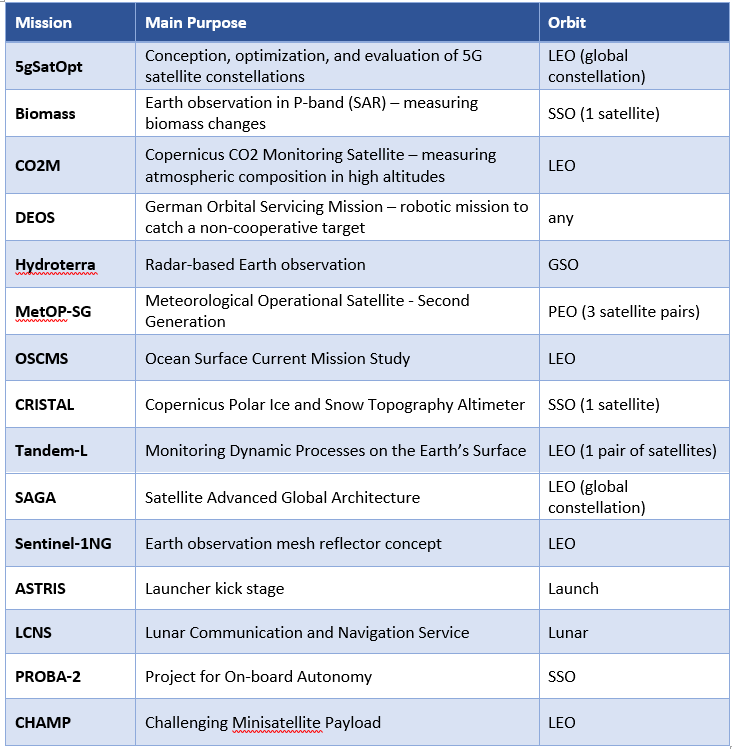 Mission Main Purpose Orbit
5gSatOpt Conception, optimization, and evaluation of 5G LEO (global
satellite constellations constellation)
Biomass Earth observation in P-band (SAR) – measuring SSO (1 satellite)
biomass changes
CO2M Copernicus CO2 Monitoring Satellite – measuring LEO
atmospheric composition in high altitudes
DEOS German Orbital Servicing Mission – robotic mission to any
catch a non-cooperative target
Hydroterra Radar-based Earth observation GSO
MetOP-SG Meteorological Operational Satellite - Second PEO (3 satellite pairs)
Generation
OSCMS Ocean Surface Current Mission Study LEO
CRISTAL Copernicus Polar Ice and Snow Topography Altimeter SSO (1 satellite)
Tandem-L Monitoring Dynamic Processes on the Earth’s Surface LEO (1 pair of satellites)
SAGA Satellite Advanced Global Architecture LEO (global
constellation)
Sentinel-1NG Earth observation mesh reflector concept LEO
ASTRIS Launcher kick stage Launch
LCNS Lunar Communication and Navigation Service Lunar
PROBA-2 Project for On-board Autonomy SSO
CHAMP Challenging Minisatellite Payload LEO